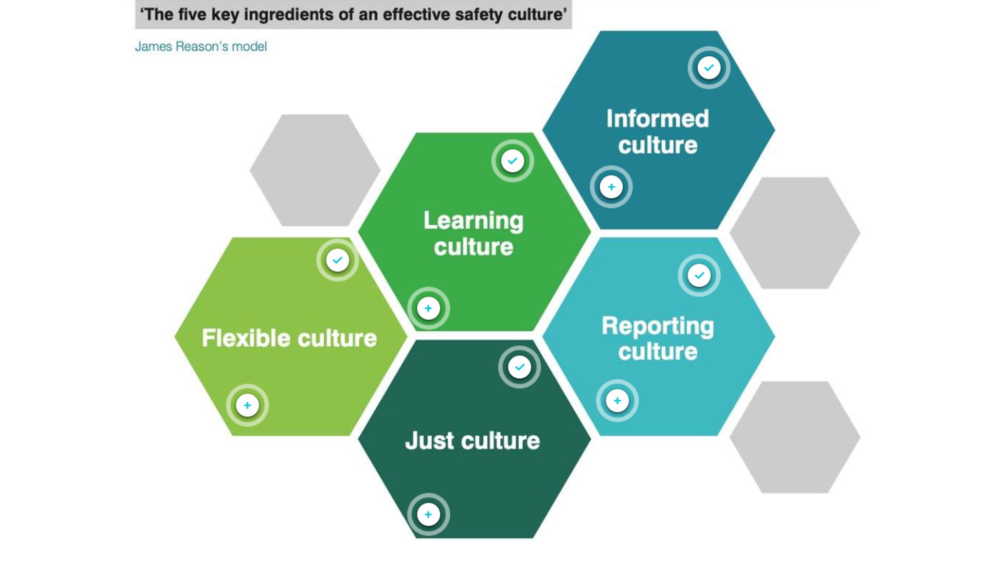 ‘The five key ingredients of an effective safety culture’
James Reason’s model
Informed
culture
Learning
culture
Flexible culture
Reporting
culture
Just culture